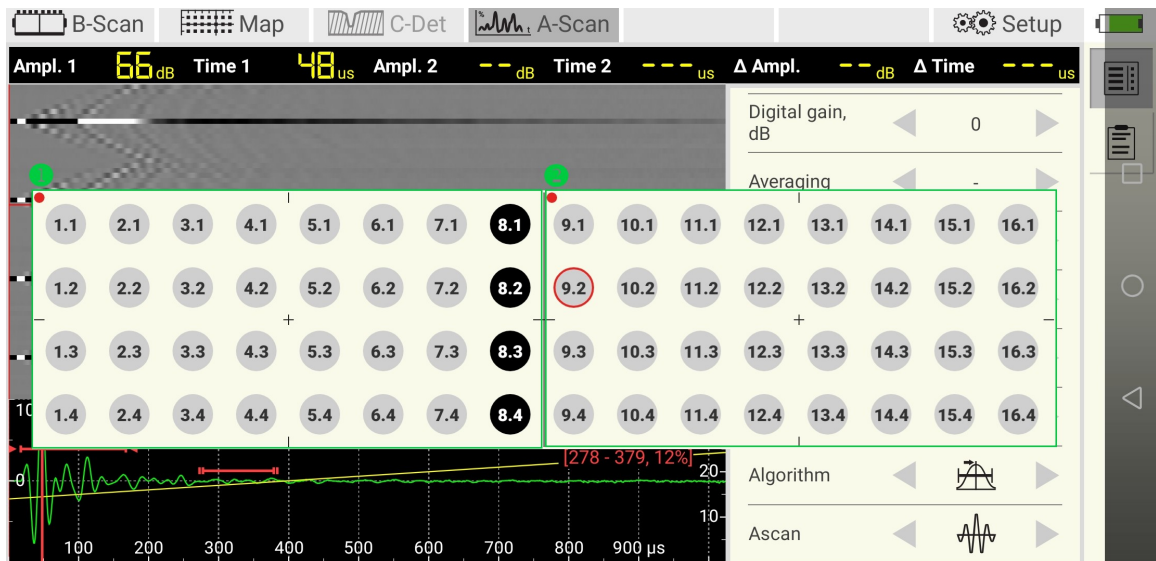 B-Scan Map C-Det % t A-Scan Setup
Ampl. 1 66 dB Time 1 48 us Ampl. 2 -- dB Time 2 --- us Δ Ampl. -- dB Δ Time --- us
Digital gain, dB 0
Averaging -
1.1 2.1 3.1 4.1 5.1 6.1 7.1 8.1 9.1 10.1 11.1 12.1 13.1 14.1 15.1 16.1
1.2 2.2 3.2 4.2 5.2 6.2 7.2 8.2 9.2 10.2 11.2 12.2 13.2 14.2 15.2 16.2
1.3 2.3 3.3 4.3 5.3 6.3 7.3 8.3 9.3 10.3 11.3 12.3 13.3 14.3 15.3 16.3
1.4 2.4 3.4 4.4 5.4 6.4 7.4 8.4 9.4 10.4 11.4 12.4 13.4 14.4 15.4 16.4
10
[278 - 379, 12%]
20
0
10
100 200 300 400 500 600 700 800 900 µs
Algorithm
Ascan